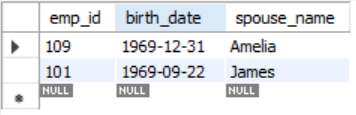 emp_id birth_date spouse_name
109 1969-12-31 Amelia
101 1969-09-22 James
NULL NULL NULL